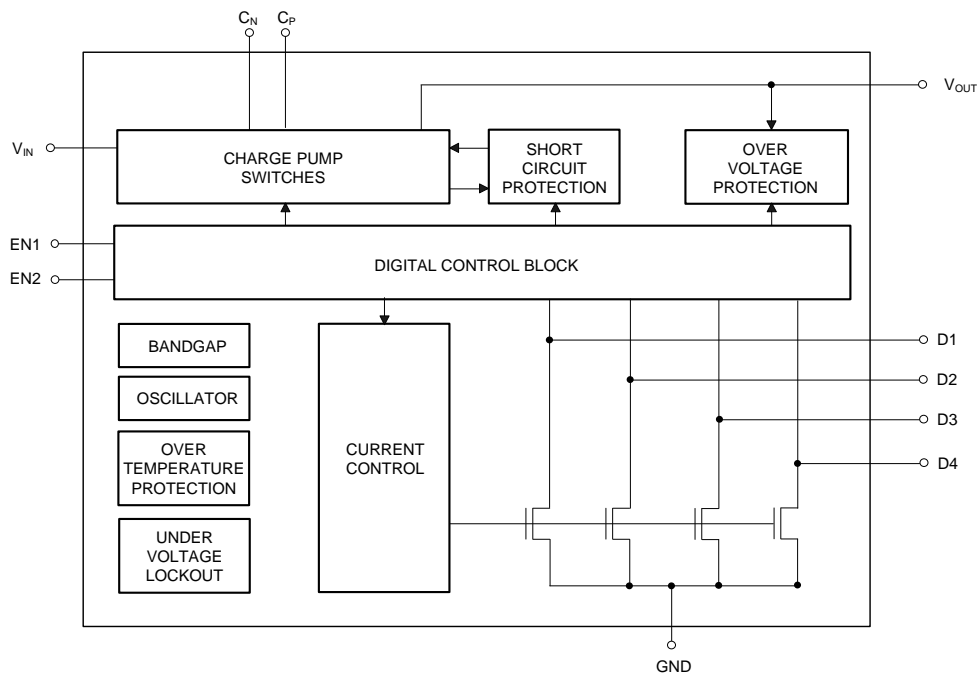 C_N C_P
V_OUT
V_IN
CHARGE PUMP
SWITCHES
SHORT
CIRCUIT
PROTECTION
OVER
VOLTAGE
PROTECTION
EN1
EN2
DIGITAL CONTROL BLOCK
BANDGAP
OSCILLATOR
OVER
TEMPERATURE
PROTECTION
UNDER
VOLTAGE
LOCKOUT
CURRENT
CONTROL
D1
D2
D3
D4
GND